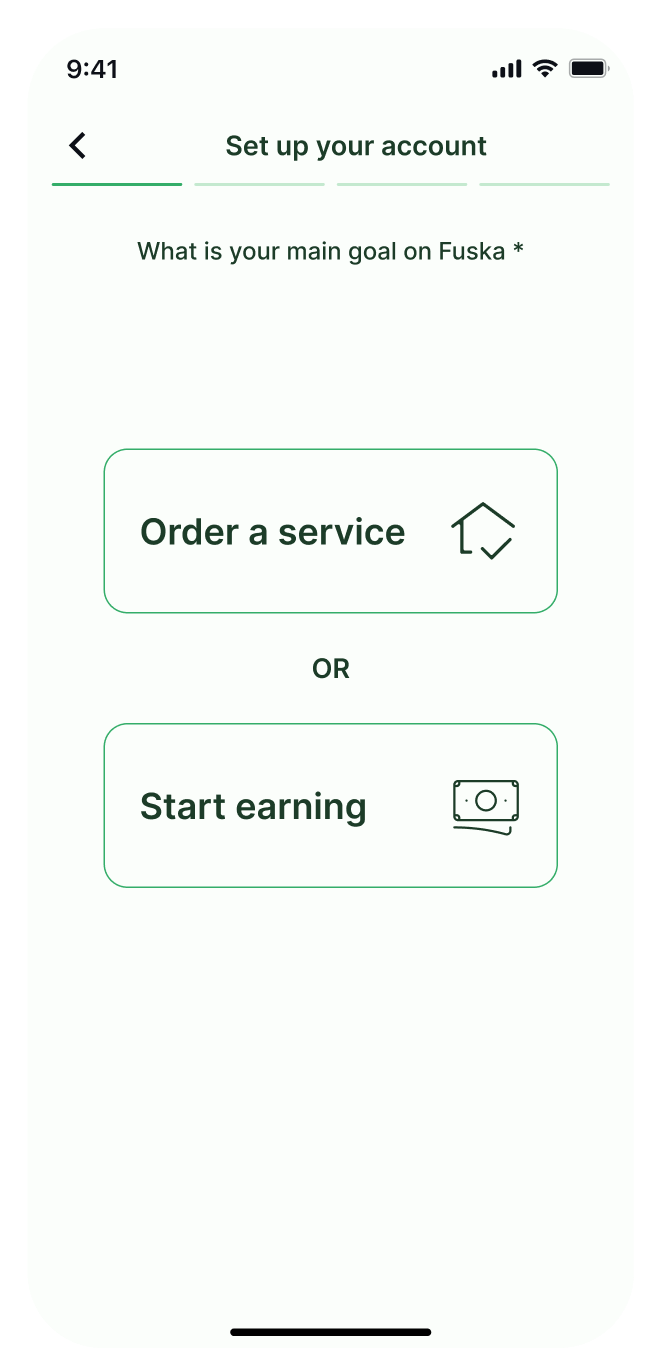 9:41
Set up your account
What is your main goal on Fuska *
Order a service
OR
Start earning